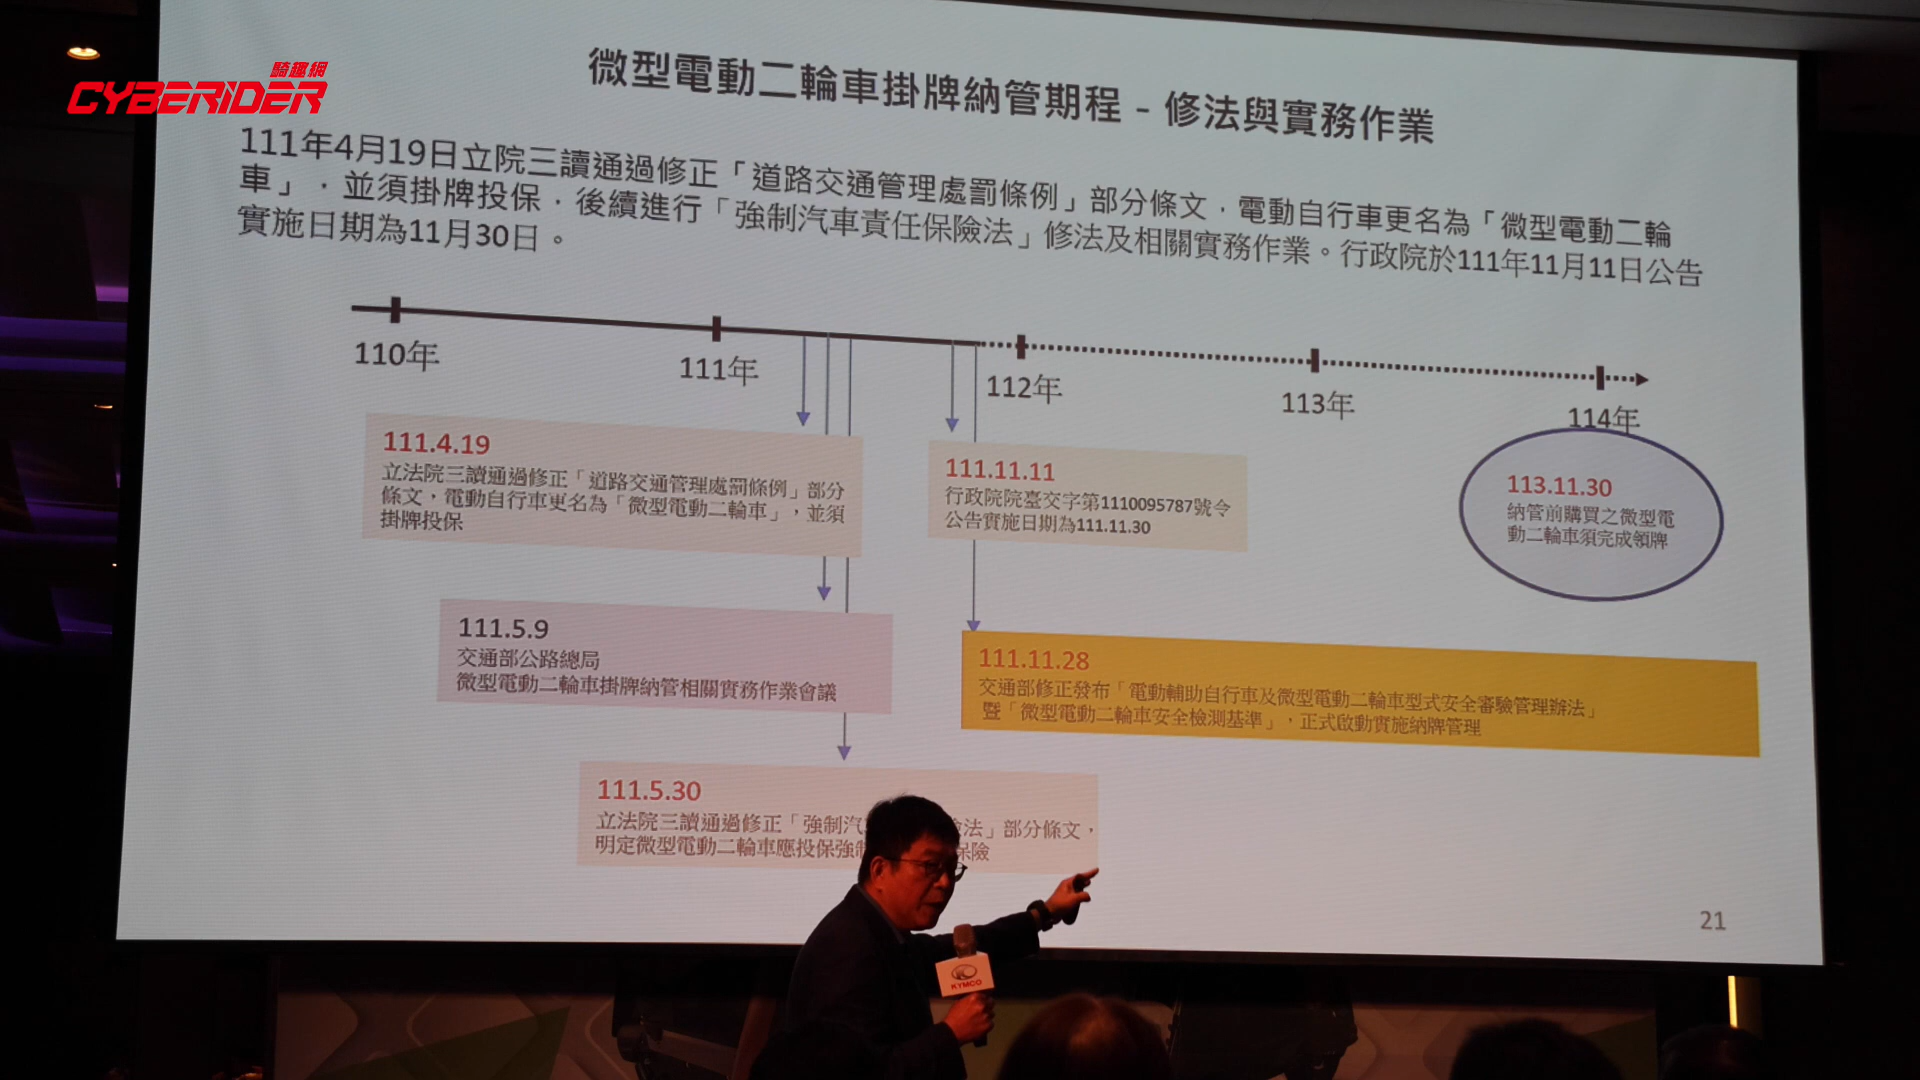 騎趣網
CYBERIDER
微型電動二輪車掛牌納管期程 - 修法與實務作業
111年4月19日立院三讀通過修正「道路交通管理處罰條例」部分條文，電動自行車更名為「微型電動二輪
車」，並須掛牌投保，後續進行「強制汽車責任保險法」修法及相關實務作業。行政院於111年11月11日公告
實施日期為11月30日。
110年
111年
112年
113年
114年
111.4.19
立法院三讀通過修正「道路交通管理處罰條例」部分
條文，電動自行車更名為「微型電動二輪車」，並須
掛牌投保
111.11.11
行政院院臺交字第1110095787號令
公告實施日期為111.11.30
113.11.30
納管前購買之微型電
動二輪車須完成領牌
111.5.9
交通部公路總局
微型電動二輪車掛牌納管相關實務作業會議
111.11.28
交通部修正發布「電動輔助自行車及微型電動二輪車型式安全審驗管理辦法」
暨「微型電動二輪車安全檢測基準」，正式啟動實施納牌管理
111.5.30
立法院三讀通過修正「強制汽 險法」部分條文，
明定微型電動二輪車應投保強制 保險
21
KYMCO